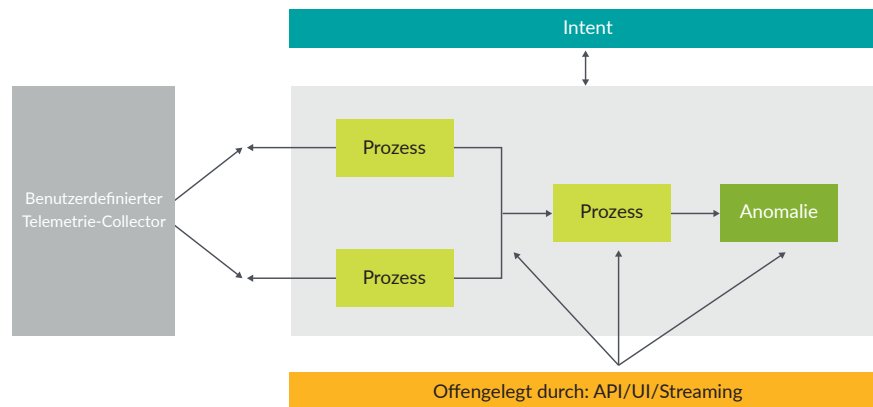 Intent
Benutzerdefinierter
Telemetrie-Collector
Prozess
Prozess
Prozess
Anomalie
Offengelegt durch: API/UI/Streaming